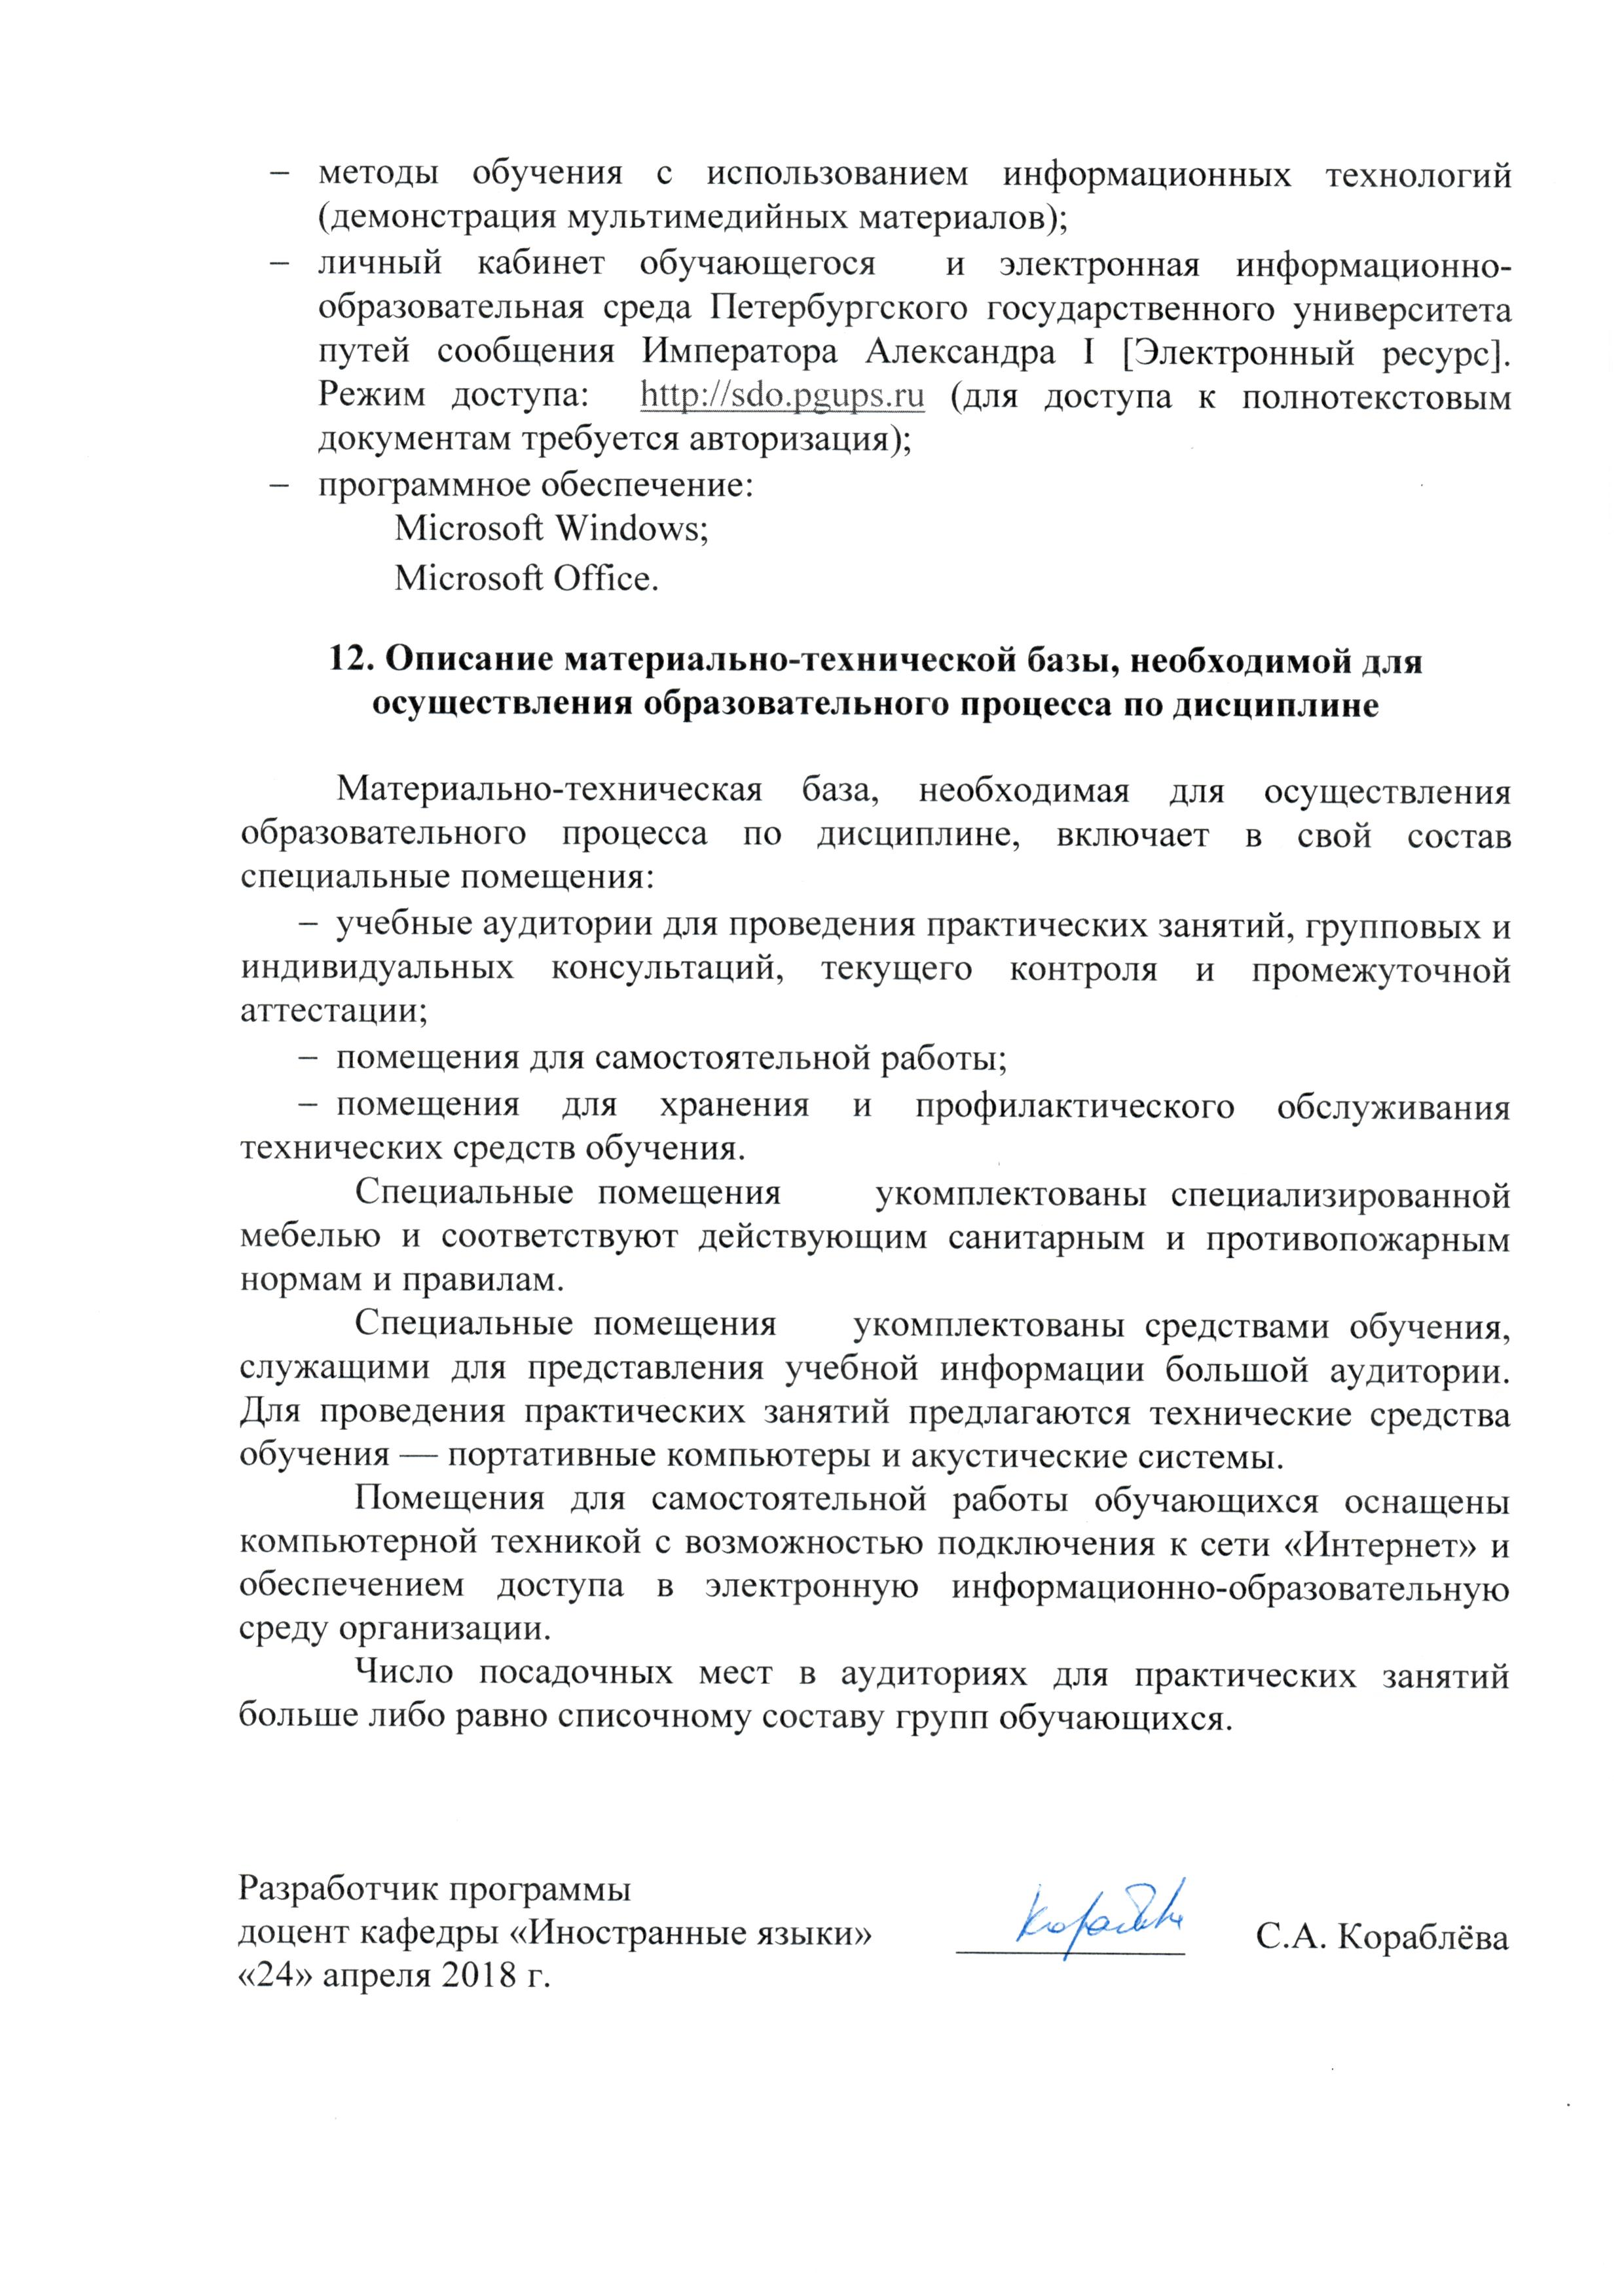 – методы обучения с использованием информационных технологий
(демонстрация мультимедийных материалов);
– личный кабинет обучающегося и электронная информационно-
образовательная среда Петербургского государственного университета
путей сообщения Императора Александра I [Электронный ресурс].
Режим доступа: http://sdo.pgups.ru (для доступа к полнотекстовым
документам требуется авторизация);
– программное обеспечение:
Microsoft Windows;
Microsoft Office.
12. Описание материально-технической базы, необходимой для
осуществления образовательного процесса по дисциплине
Материально-техническая база, необходимая для осуществления
образовательного процесса по дисциплине, включает в свой состав
специальные помещения:
– учебные аудитории для проведения практических занятий, групповых и
индивидуальных консультаций, текущего контроля и промежуточной
аттестации;
– помещения для самостоятельной работы;
– помещения для хранения и профилактического обслуживания
технических средств обучения.
Специальные помещения укомплектованы специализированной
мебелью и соответствуют действующим санитарным и противопожарным
нормам и правилам.
Специальные помещения укомплектованы средствами обучения,
служащими для представления учебной информации большой аудитории.
Для проведения практических занятий предлагаются технические средства
обучения — портативные компьютеры и акустические системы.
Помещения для самостоятельной работы обучающихся оснащены
компьютерной техникой с возможностью подключения к сети «Интернет» и
обеспечением доступа в электронную информационно-образовательную
среду организации.
Число посадочных мест в аудиториях для практических занятий
больше либо равно списочному составу групп обучающихся.
Разработчик программы
доцент кафедры «Иностранные языки» С.А. Кораблёва
«24» апреля 2018 г.